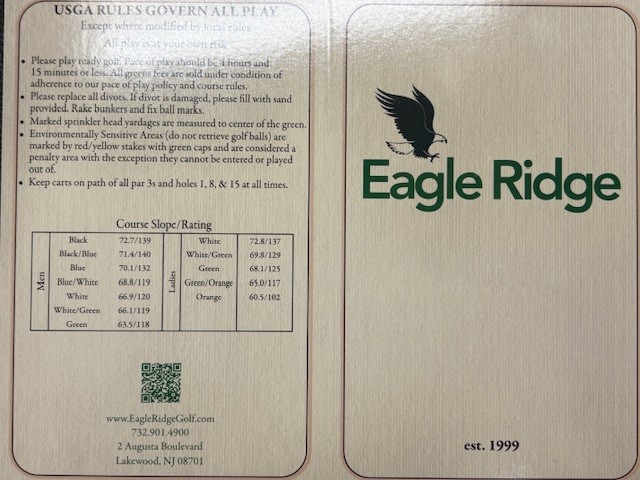 USGA RULES GOVERN ALL PLAY
Except where modified by local rules
All play is at your own risk
• Please play ready golf. Pace of play should be 4 hours and
15 minutes or less. All greens fees are sold under condition of
adherence to our pace of play policy and course rules.
• Please replace all divots. If divot is damaged, please fill with sand
provided. Rake bunkers and fix ball marks.
• Marked sprinkler head yardages are measured to center of the green.
• Environmentally Sensitive Areas (do not retrieve golf balls) are
marked by red/yellow stakes with green caps and are considered a
penalty area with the exception they cannot be entered or played
out of.
• Keep carts on path of all par 3s and holes 1, 8, & 15 at all times.
Course Slope/Rating
Men
Black 72.7/139
Black/Blue 71.4/140
Blue 70.1/132
Blue/White 68.8/119
White 66.9/120
White/Green 66.1/119
Green 63.5/118
Ladies
White 72.8/137
White/Green 69.8/129
Green 68.1/125
Green/Orange 65.0/117
Orange 60.5/102
www.EagleRidgeGolf.com
732.901.4900
2 Augusta Boulevard
Lakewood, NJ 08701
Eagle Ridge
est. 1999